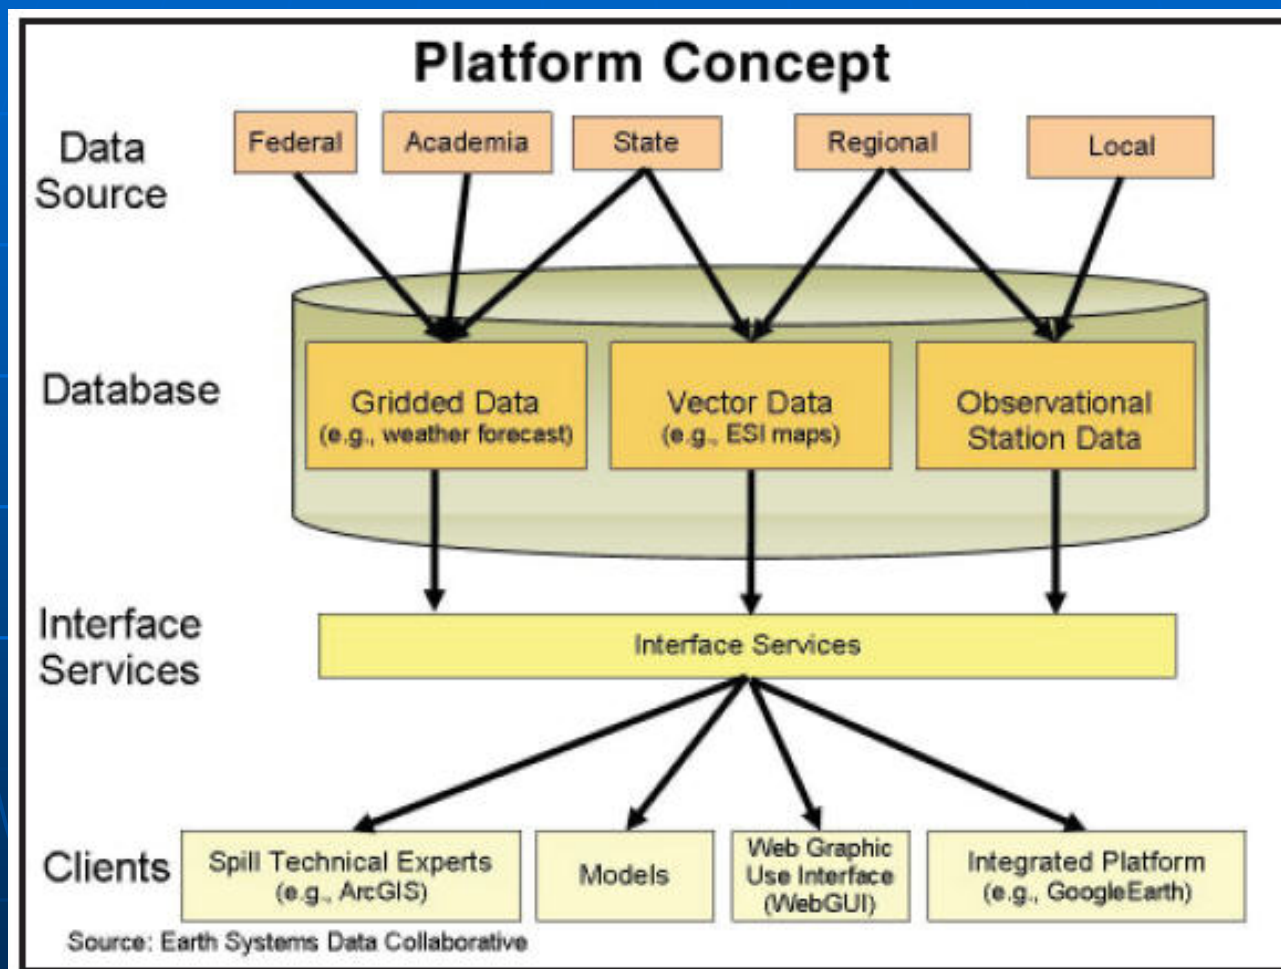 Platform Concept
Data
Source
Federal
Academia
State
Regional
Local
Database
Gridded Data
(e.g., weather forecast)
Vector Data
(e.g., ESI maps)
Observational
Station Data
Interface
Services
Interface Services
Clients
Spill Technical Experts
(e.g., ArcGIS)
Models
Web Graphic
Use Interface
(WebGUI)
Integrated Platform
(e.g., GoogleEarth)
Source: Earth Systems Data Collaborative